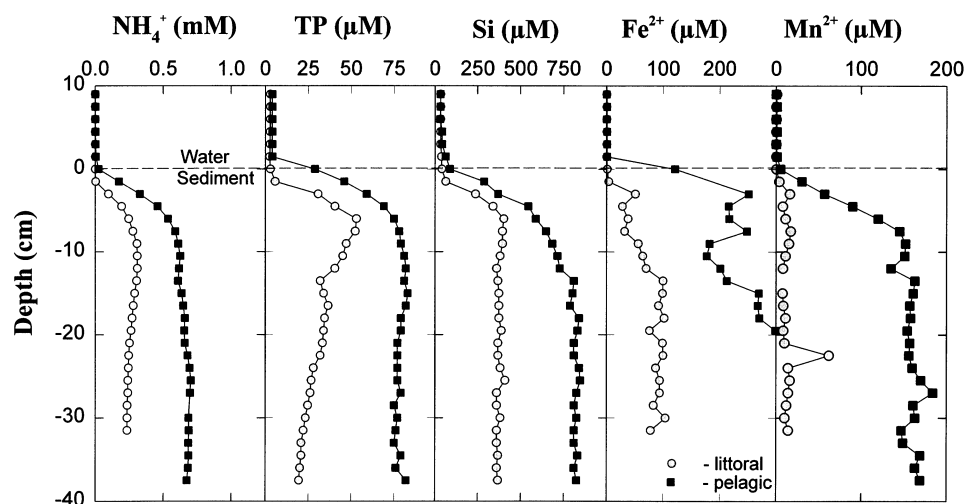 NH₄⁺ (mM) TP (µM) Si (µM) Fe²⁺ (µM) Mn²⁺ (µM)
0.0 0.5 1.0 0 25 50 75 0 250 500 750 0 100 200 0 100 200
10
Water
0
Sediment
-10
Depth (cm)
-20
-30
- littoral
- pelagic
-40